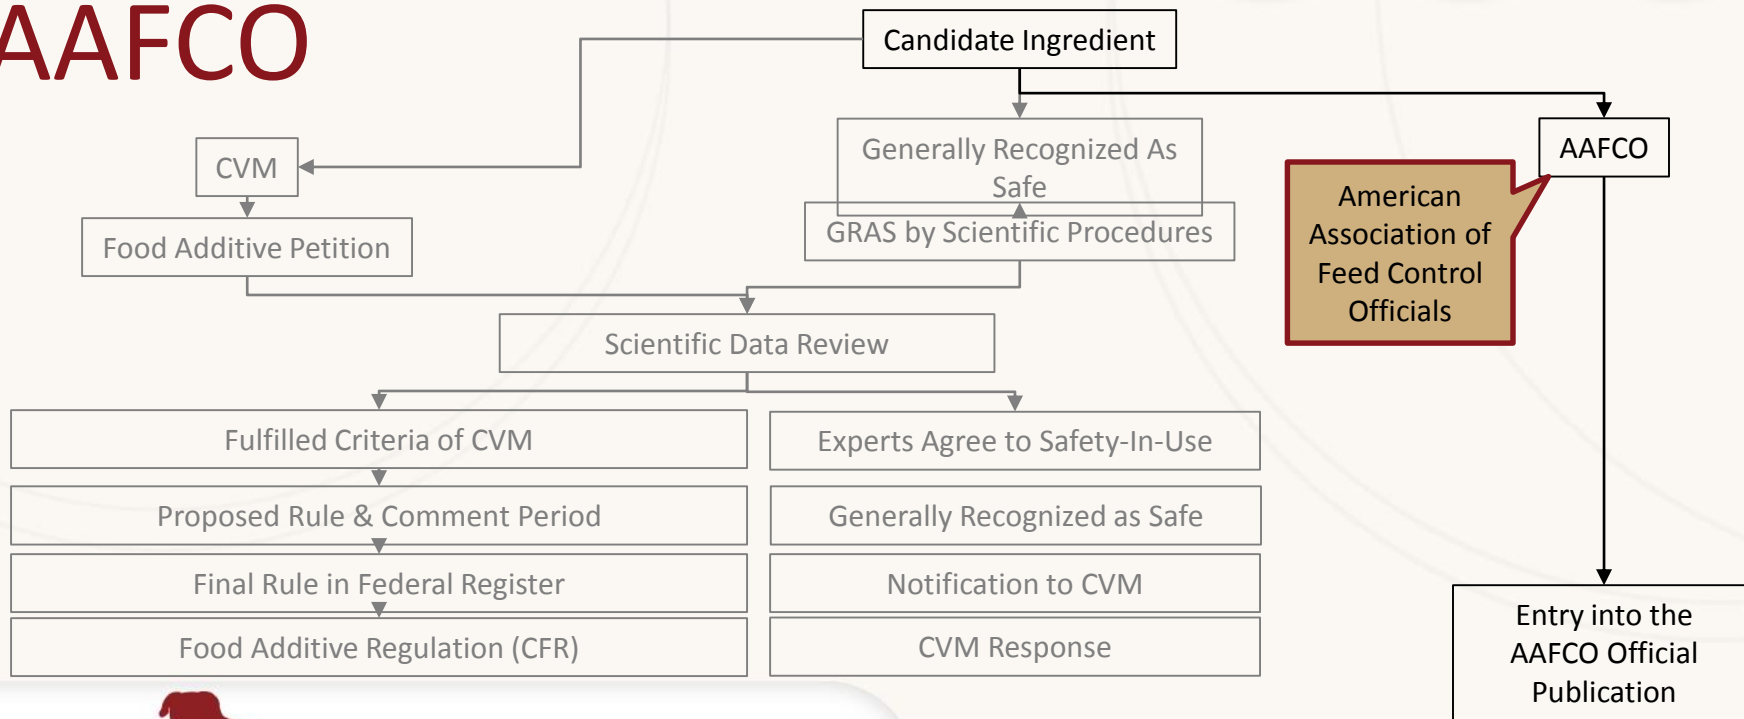 AAFCO
Candidate Ingredient
CVM
Generally Recognized As
Safe
AAFCO
American
Association of
Feed Control
Officials
Food Additive Petition
GRAS by Scientific Procedures
Scientific Data Review
Fulfilled Criteria of CVM
Experts Agree to Safety-In-Use
Proposed Rule & Comment Period
Generally Recognized as Safe
Final Rule in Federal Register
Notification to CVM
Food Additive Regulation (CFR)
CVM Response
Entry into the
AAFCO Official
Publication